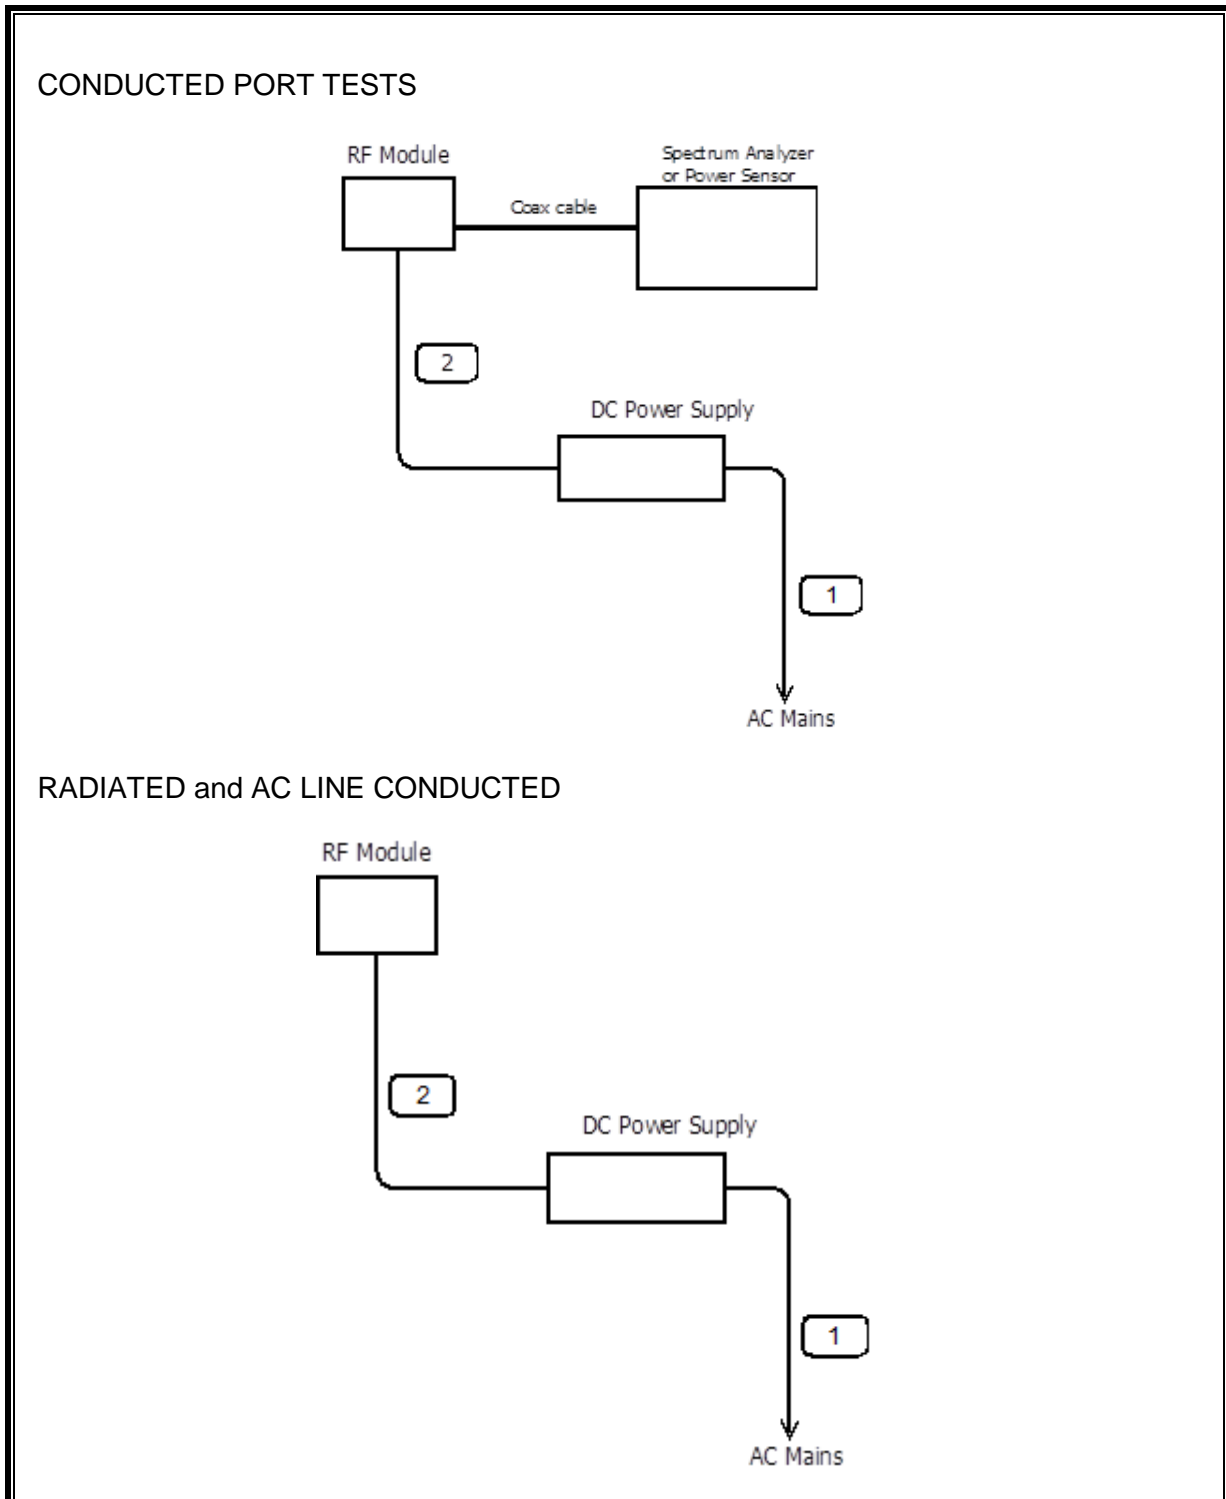 CONDUCTED PORT TESTS
RF Module
Spectrum Analyzer
or Power Sensor
Coax cable
2
DC Power Supply
1
AC Mains
RADIATED and AC LINE CONDUCTED
RF Module
2
DC Power Supply
1
AC Mains